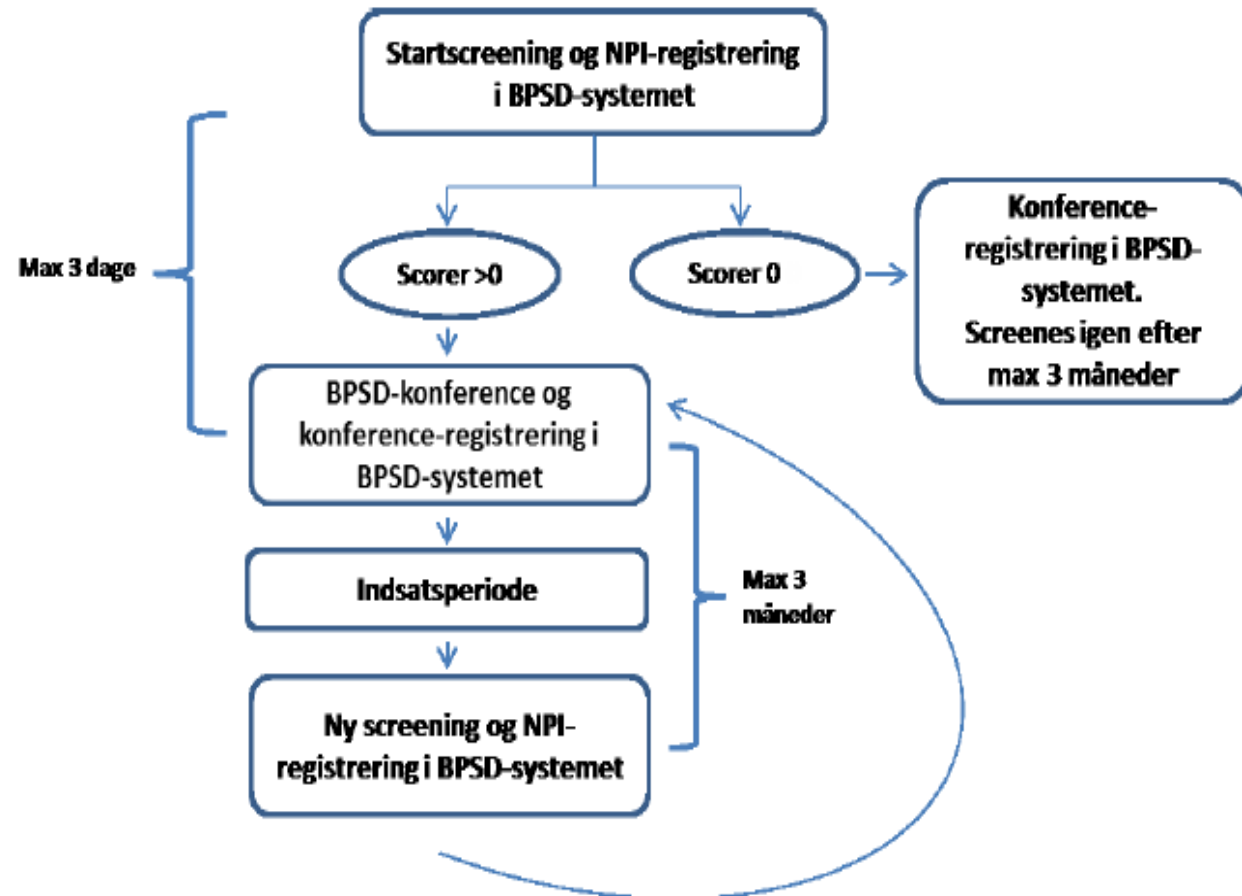 Startscreening og NPI-registrering
i BPSD-systemet
Max 3 dage
Scorer >0
Scorer 0
Konference-
registrering i BPSD-
systemet.
Screenes igen efter
max 3 måneder
BPSD-konference og
konference-registrering i
BPSD-systemet
Indsatsperiode
Max 3
måneder
Ny screening og NPI-
registrering i BPSD-systemet